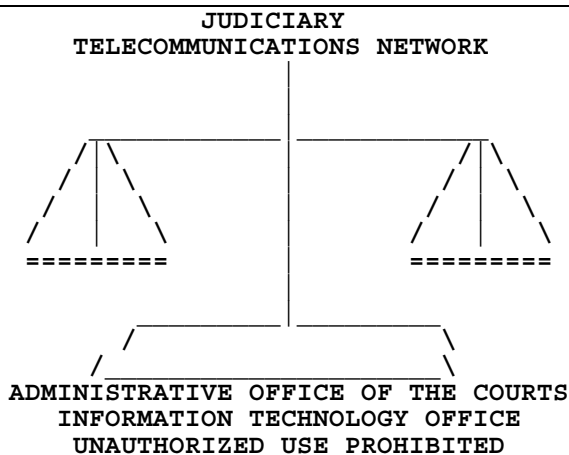 JUDICIARY
TELECOMMUNICATIONS NETWORK
ADMINISTRATIVE OFFICE OF THE COURTS
INFORMATION TECHNOLOGY OFFICE
UNAUTHORIZED USE PROHIBITED